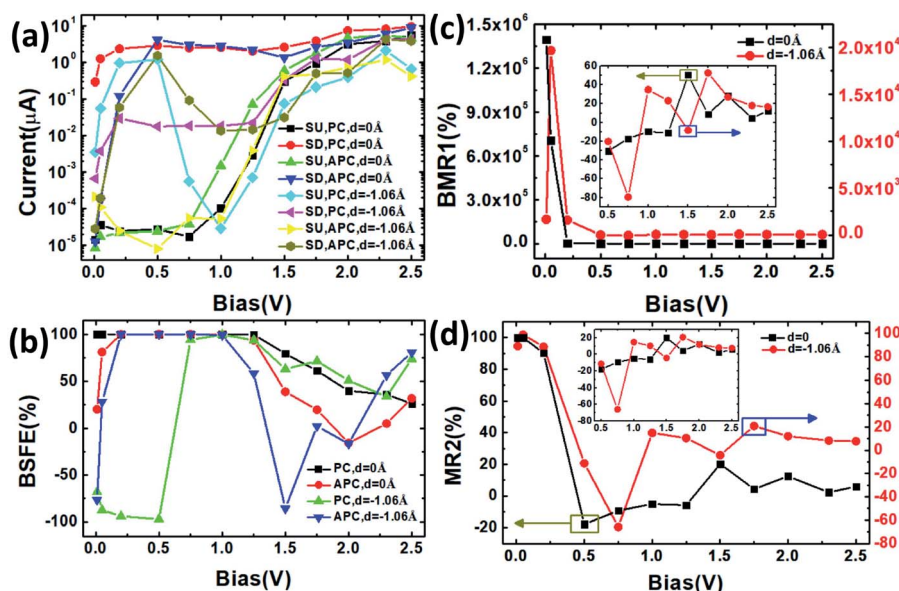 (a)
Current(μA)
10¹
10⁰
10⁻¹
10⁻²
10⁻³
10⁻⁴
10⁻⁵
SU,PC,d=0Å
SD,PC,d=0Å
SU,APC,d=0Å
SD,APC,d=0Å
SU,PC,d=-1.06Å
SD,PC,d=-1.06Å
SU,APC,d=-1.06Å
SD,APC,d=-1.06Å
0.0 0.5 1.0 1.5 2.0 2.5
Bias(V)
(c)
BMR1(%)
1.5x10⁶
1.2x10⁶
9.0x10⁵
6.0x10⁵
3.0x10⁵
0.0
d=0Å
d=-1.06Å
2.0x10⁴
1.5x10⁴
1.0x10⁴
5.0x10³
0.0
60
40
20
0
-20
-40
-60
-80
0.5 1.0 1.5 2.0 2.5
0.0 0.5 1.0 1.5 2.0 2.5
Bias(V)
(b)
BSFE(%)
100
50
0
-50
-100
PC,d=0Å
APC,d=0Å
PC,d=-1.06Å
APC,d=-1.06Å
0.0 0.5 1.0 1.5 2.0 2.5
Bias(V)
(d)
MR2(%)
100
80
60
40
20
0
-20
d=0
d=-1.06Å
100
80
60
40
20
0
-20
-40
-60
-80
20
0
-20
-40
-60
-80
0.5 1.0 1.5 2.0 2.5
0.0 0.5 1.0 1.5 2.0 2.5
Bias(V)